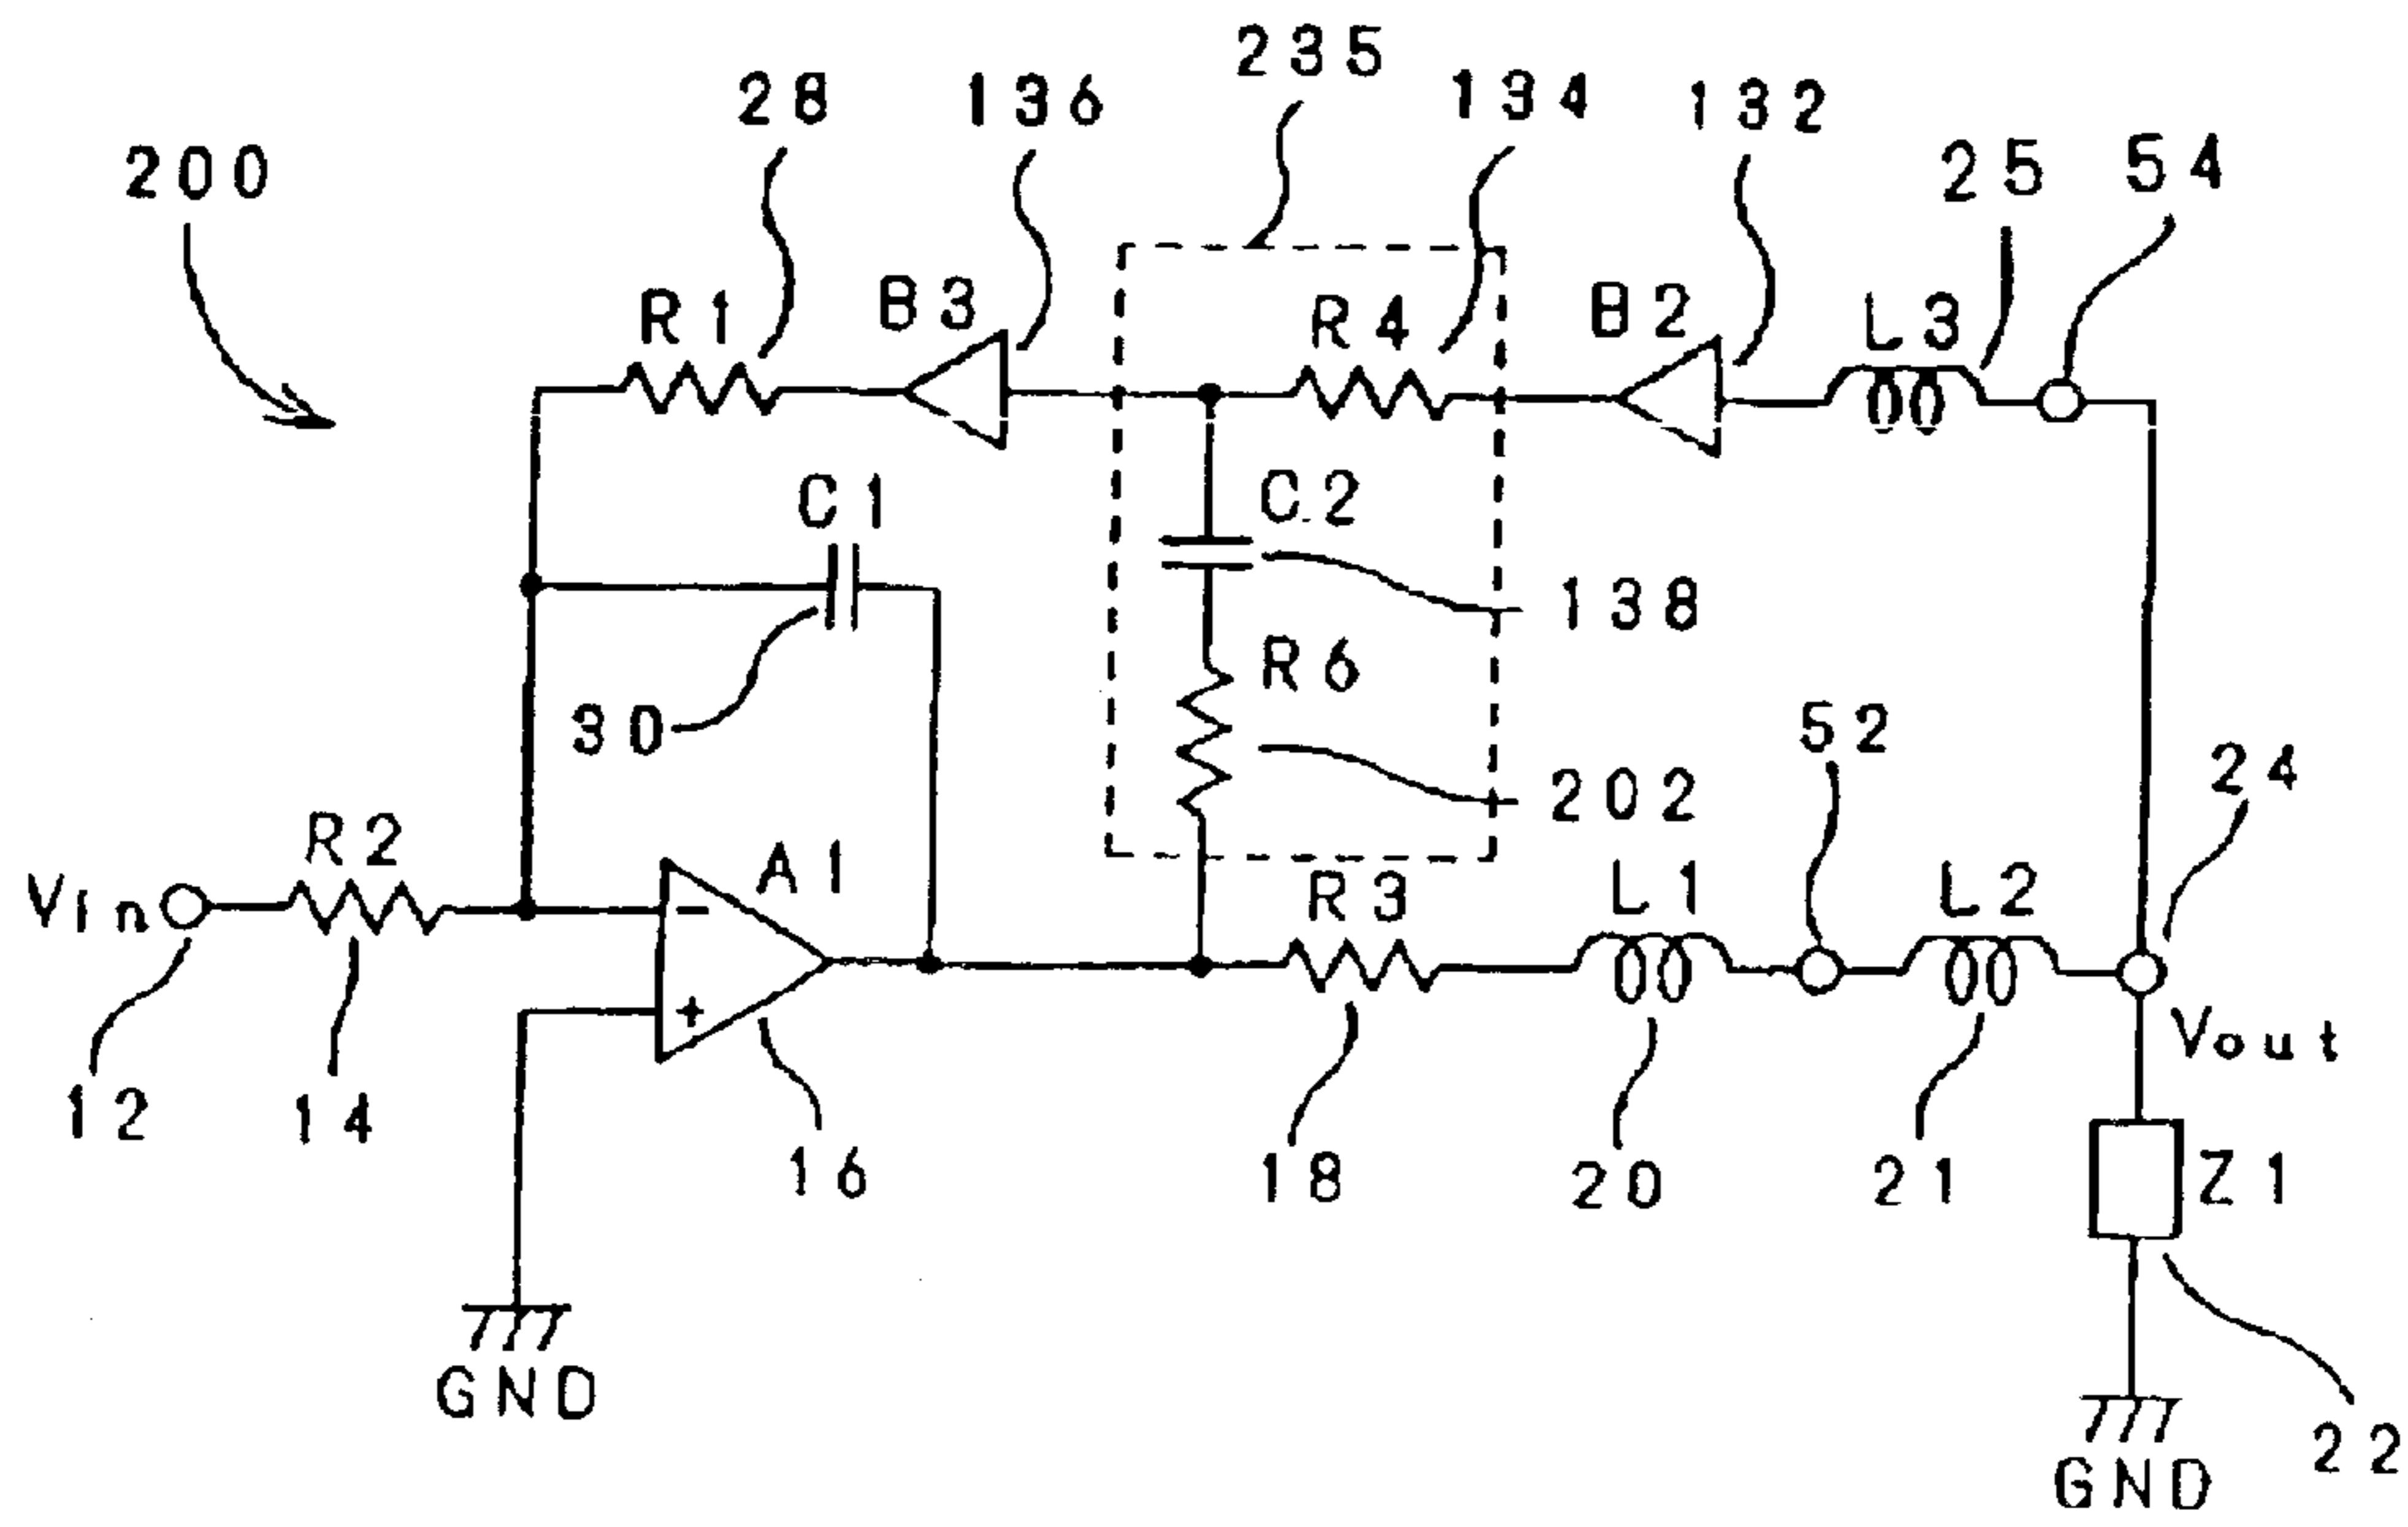 235
28
136
134
132
200
25
54
R1
B3
R4
B2
L3
C1
C2
138
R6
30
52
202
24
R2
A1
R3
L1
L2
Vin
−
+
Vout
12
14
16
18
20
21
Z1
GND
22
GND